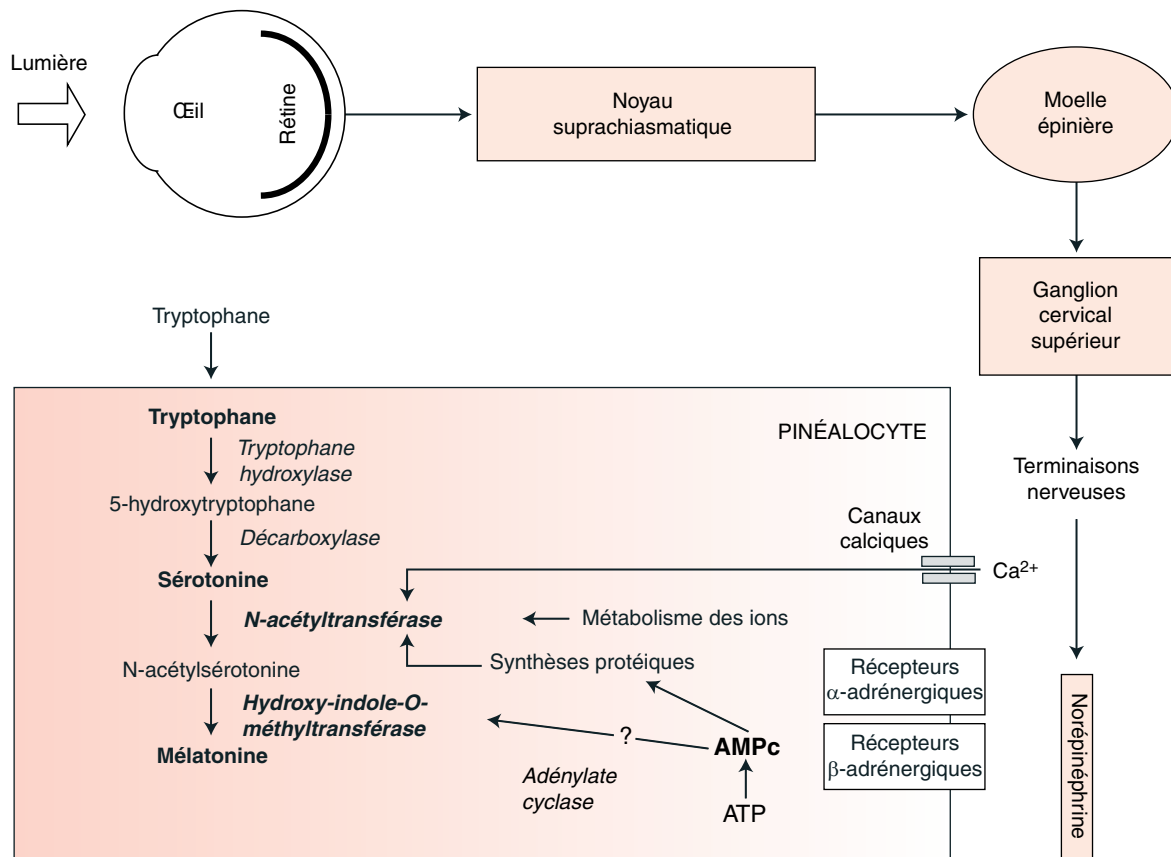 Lumière
Œil
Rétine
Noyau
suprachiasmatique
Moelle
épinière
Ganglion
cervical
supérieur
Terminaisons
nerveuses
Norépinéphrine
Tryptophane
PINÉALOCYTE
Tryptophane
Tryptophane
hydroxylase
5-hydroxytryptophane
Décarboxylase
Sérotonine
N-acétyltransférase
N-acétylsérotonine
Hydroxy-indole-O-
méthyltransférase
Mélatonine
Canaux
calciques
Ca²⁺
Métabolisme des ions
Synthèses protéiques
Récepteurs
α-adrénergiques
Récepteurs
β-adrénergiques
?
AMPc
Adénylate
cyclase
ATP